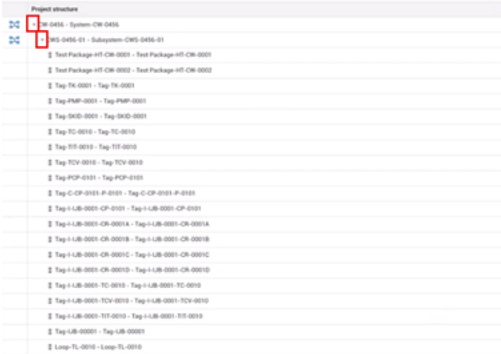 Project structure
CW-0456 - System-CW-0456
CWS-0456-01 - Subsystem-CWS-0456-01
Test Package-HT-CW-0001 - Test Package-HT-CW-0001
Test Package-HT-CW-0002 - Test Package-HT-CW-0002
Tag-TK-0001 - Tag-TK-0001
Tag-PMP-0001 - Tag-PMP-0001
Tag-SKID-0001 - Tag-SKID-0001
Tag-TC-0010 - Tag-TC-0010
Tag-TIT-0010 - Tag-TIT-0010
Tag-TCV-0010 - Tag-TCV-0010
Tag-PCP-0101 - Tag-PCP-0101
Tag-C-CP-0101-P-0101 - Tag-C-CP-0101-P-0101
Tag-I-IJB-0001-CP-0101 - Tag-I-IJB-0001-CP-0101
Tag-I-IJB-0001-CR-0001A - Tag-I-IJB-0001-CR-0001A
Tag-I-IJB-0001-CR-0001B - Tag-I-IJB-0001-CR-0001B
Tag-I-IJB-0001-CR-0001C - Tag-I-IJB-0001-CR-0001C
Tag-I-IJB-0001-CR-0001D - Tag-I-IJB-0001-CR-0001D
Tag-I-IJB-0001-TC-0010 - Tag-I-IJB-0001-TC-0010
Tag-I-IJB-0001-TCV-0010 - Tag-I-IJB-0001-TCV-0010
Tag-I-IJB-0001-TIT-0010 - Tag-I-IJB-0001-TIT-0010
Tag-IJB-00001 - Tag-IJB-00001
Loop-TL-0010 - Loop-TL-0010